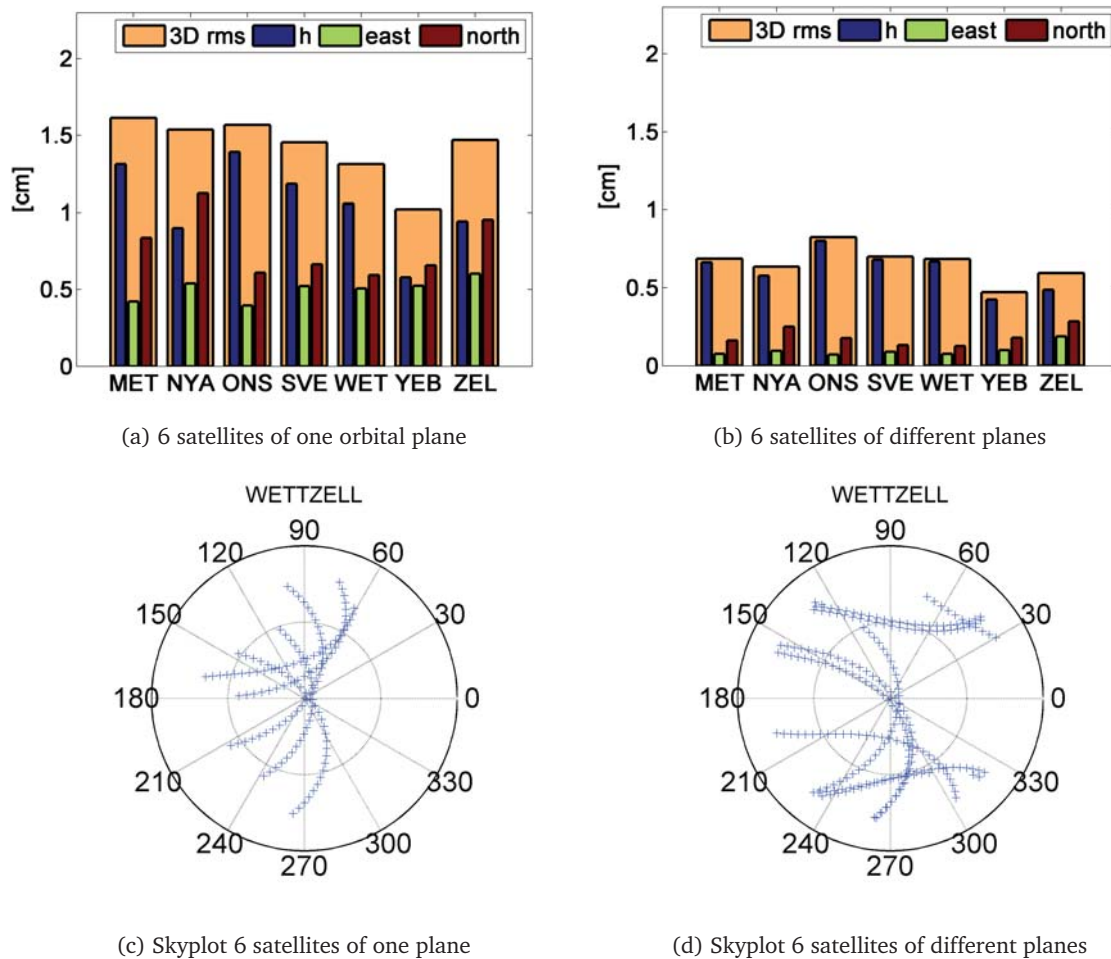 3D rms h east north
2
1.5
1
0.5
0
[cm]
MET NYA ONS SVE WET YEB ZEL
(a) 6 satellites of one orbital plane
3D rms h east north
2
1.5
1
0.5
0
[cm]
MET NYA ONS SVE WET YEB ZEL
(b) 6 satellites of different planes
WETTZELL
90
120 60
150 30
180 0
210 330
240 300
270
(c) Skyplot 6 satellites of one plane
WETTZELL
90
120 60
150 30
180 0
210 330
240 300
270
(d) Skyplot 6 satellites of different planes